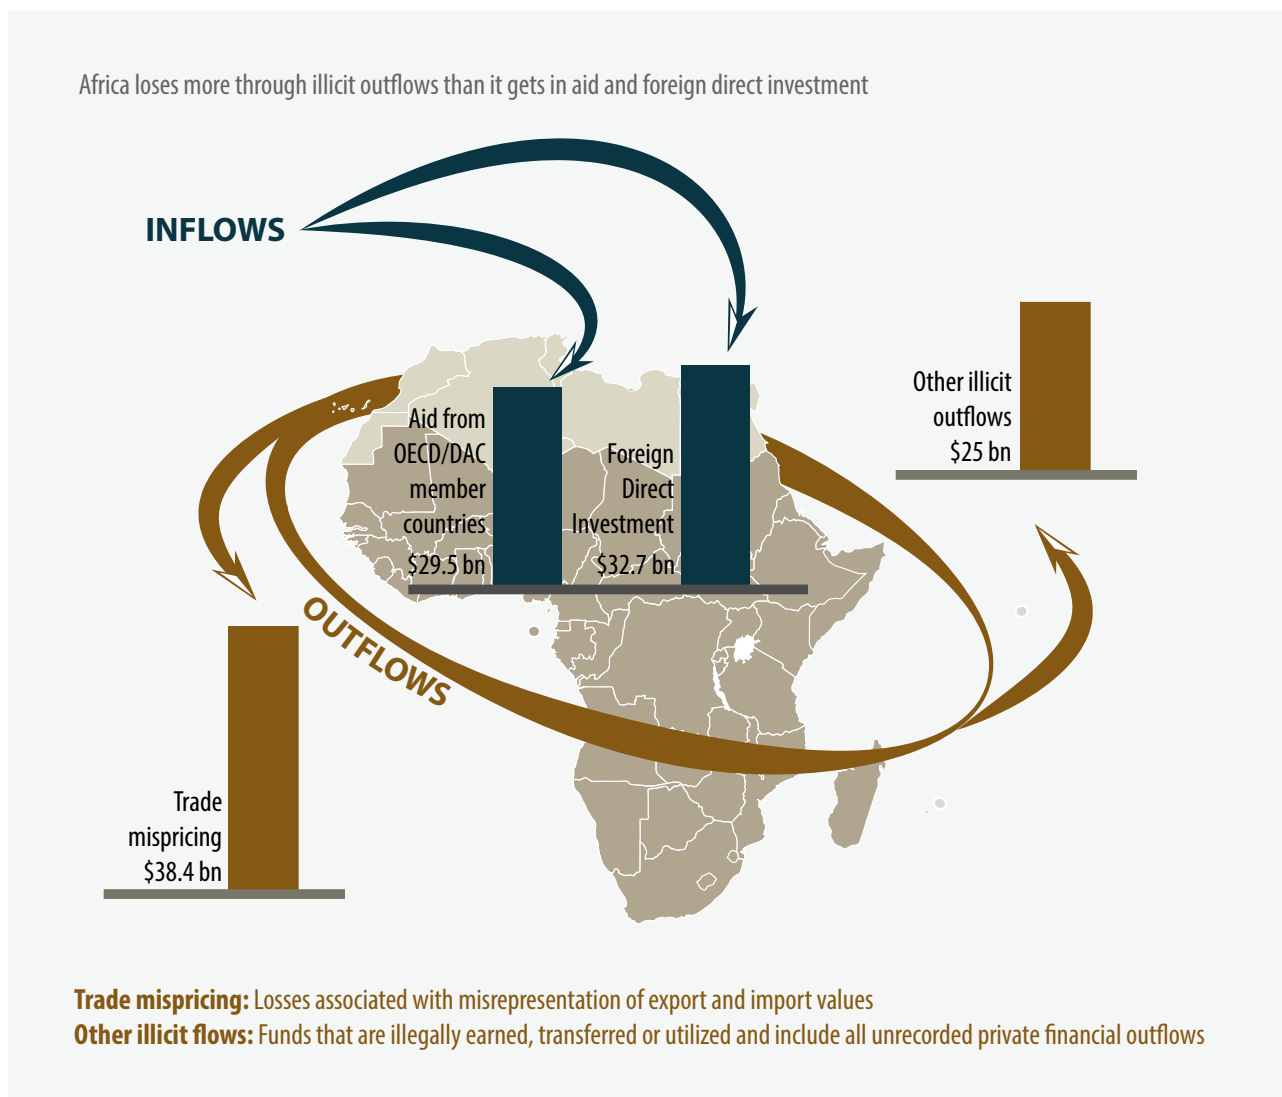 Africa loses more through illicit outflows than it gets in aid and foreign direct investment
INFLOWS
Other illicit
outflows
$25 bn
Aid from
OECD/DAC
member
countries
$29.5 bn
Foreign
Direct
Investment
$32.7 bn
OUTFLOWS
Trade
mispricing
$38.4 bn
Trade mispricing: Losses associated with misrepresentation of export and import values
Other illicit flows: Funds that are illegally earned, transferred or utilized and include all unrecorded private financial outflows